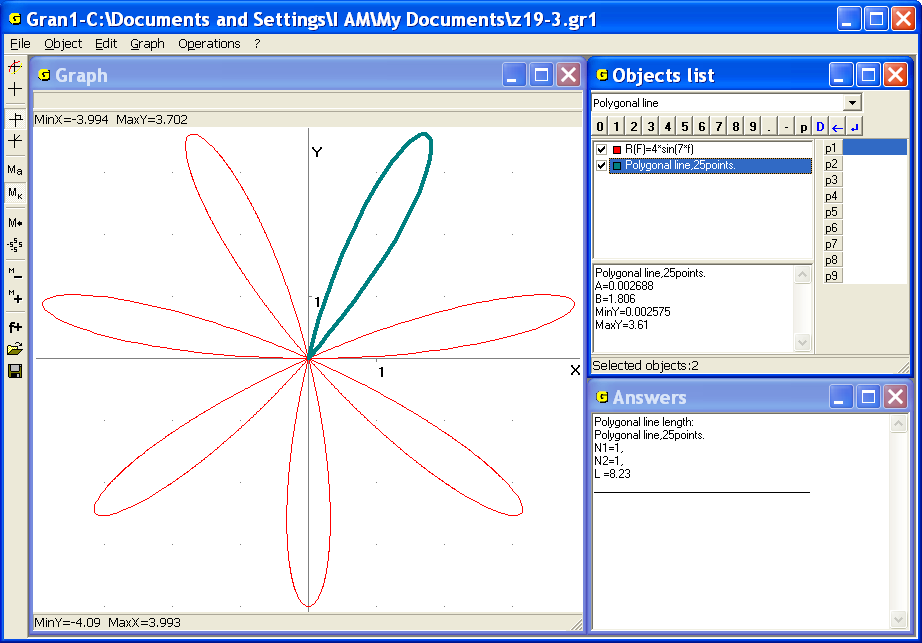 Gran1-C:\Documents and Settings\I AM\My Documents\z19-3.gr1
File Object Edit Graph Operations ?
Graph
MinX=-3.994 MaxY=3.702
Y
1
1
X
MinY=-4.09 MaxX=3.993
Ma
Mк
M
M
M
f+
Objects list
Polygonal line
0 1 2 3 4 5 6 7 8 9 . - p D ← ↵
R(F)=4*sin(7*f)
Polygonal line,25points.
p1
p2
p3
p4
p5
p6
p7
p8
p9
Polygonal line,25points.
A=0.002688
B=1.806
MinY=0.002575
MaxY=3.61
Selected objects:2
Answers
Polygonal line length:
Polygonal line,25points.
N1=1,
N2=1,
L =8.23